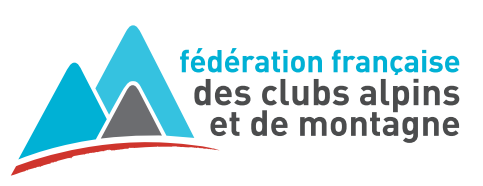 fédération française
des clubs alpins
et de montagne